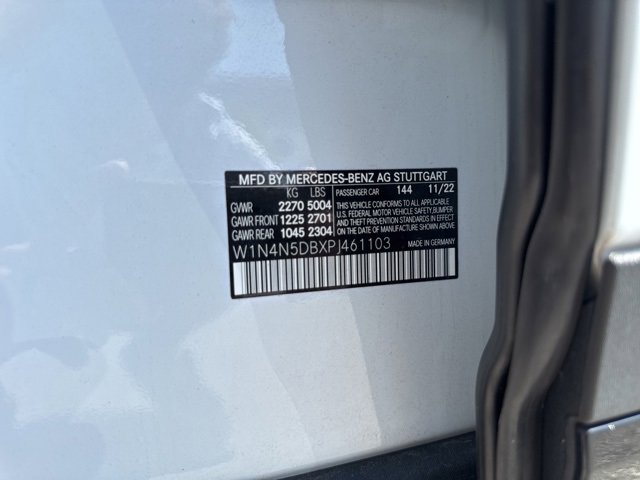 MFD BY MERCEDES-BENZ AG STUTTGART
KG LBS PASSENGER CAR 144 11/22
GVWR 2270 5004
GAWR FRONT 1225 2701
GAWR REAR 1045 2304
THIS VEHICLE CONFORMS TO ALL APPLICABLE
U.S. FEDERAL MOTOR VEHICLE SAFETY, BUMPER
AND THEFT PREVENTION STANDARDS IN EFFECT
ON THE DATE OF MANUFACTURE SHOWN ABOVE
W1N4N5DBXPJ461103 MADE IN GERMANY